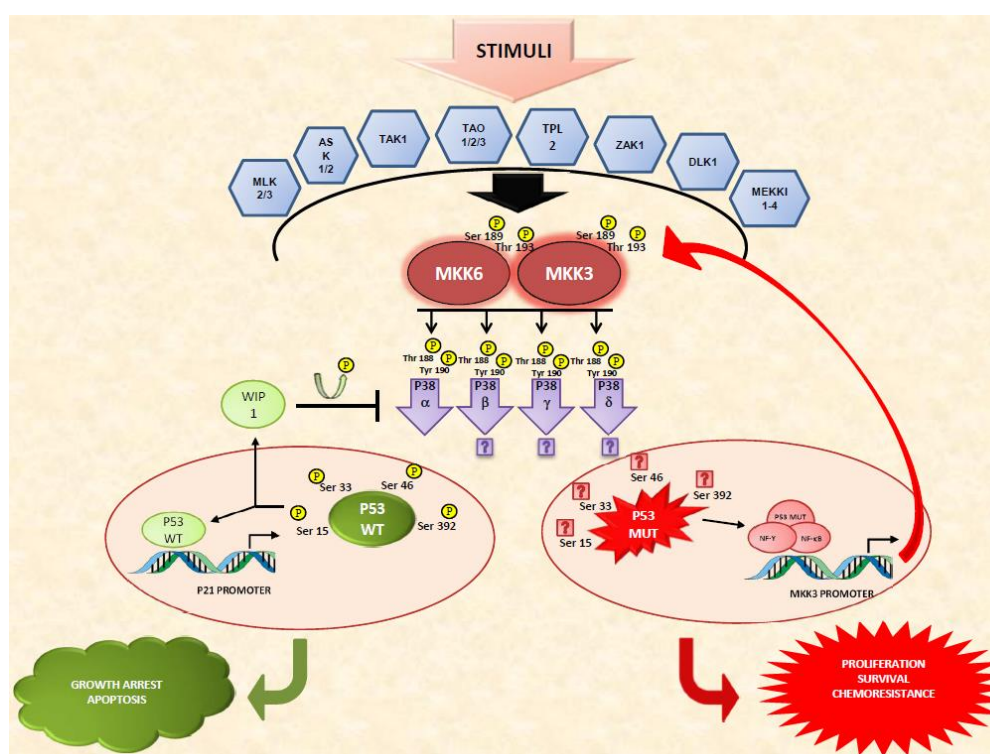 STIMULI
MLK
2/3
AS
K
1/2
TAK1
TAO
1/2/3
TPL
2
ZAK1
DLK1
MEKKI
1-4
P
Ser 189
P
Thr 193
P
Ser 189
P
Thr 193
MKK6
MKK3
P
Thr 188
P
Tyr 190
P
Thr 188
P
Tyr 190
P
Thr 188
P
Tyr 190
P
Thr 188
P
Tyr 190
P38
α
P38
β
P38
γ
P38
δ
?
?
?
P
WIP
1
P
Ser 33
P
Ser 46
P
Ser 15
P
Ser 392
P53
WT
P53
WT
P21 PROMOTER
?
Ser 46
?
Ser 392
?
Ser 33
?
Ser 15
P53
MUT
P53 MUT
NF-Y
NF-κB
MKK3 PROMOTER
GROWTH ARREST
APOPTOSIS
PROLIFERATION
SURVIVAL
CHEMORESISTANCE